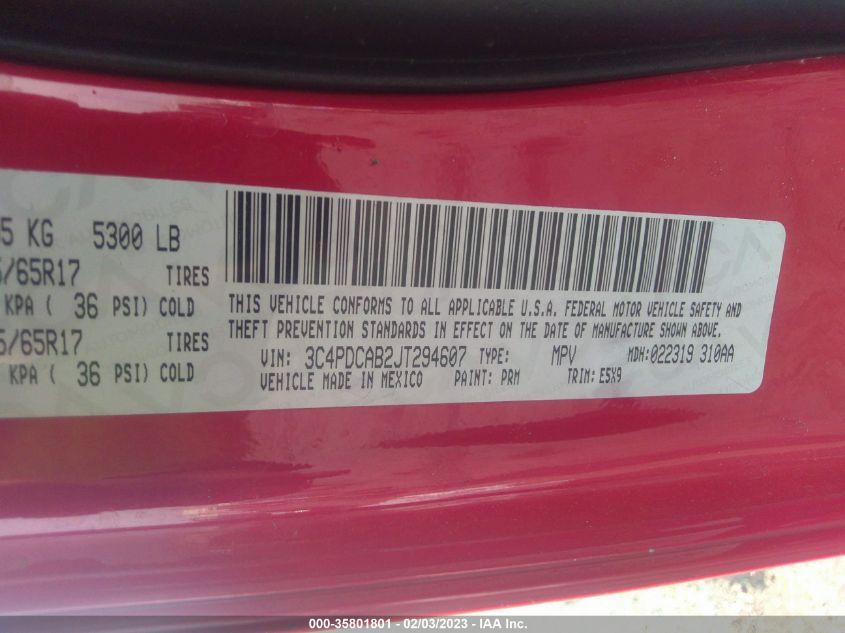 5 KG 5300 LB
/65R17 TIRES
KPA ( 36 PSI) COLD
/65R17 TIRES
KPA ( 36 PSI) COLD
THIS VEHICLE CONFORMS TO ALL APPLICABLE U.S.A. FEDERAL MOTOR VEHICLE SAFETY AND
THEFT PREVENTION STANDARDS IN EFFECT ON THE DATE OF MANUFACTURE SHOWN ABOVE.
VIN: 3C4PDCAB2JT294607 TYPE: MPV MDH:022319 310AA
VEHICLE MADE IN MEXICO PAINT: PRM TRIM: E5X9
000-35801801 - 02/03/2023 - IAA Inc.